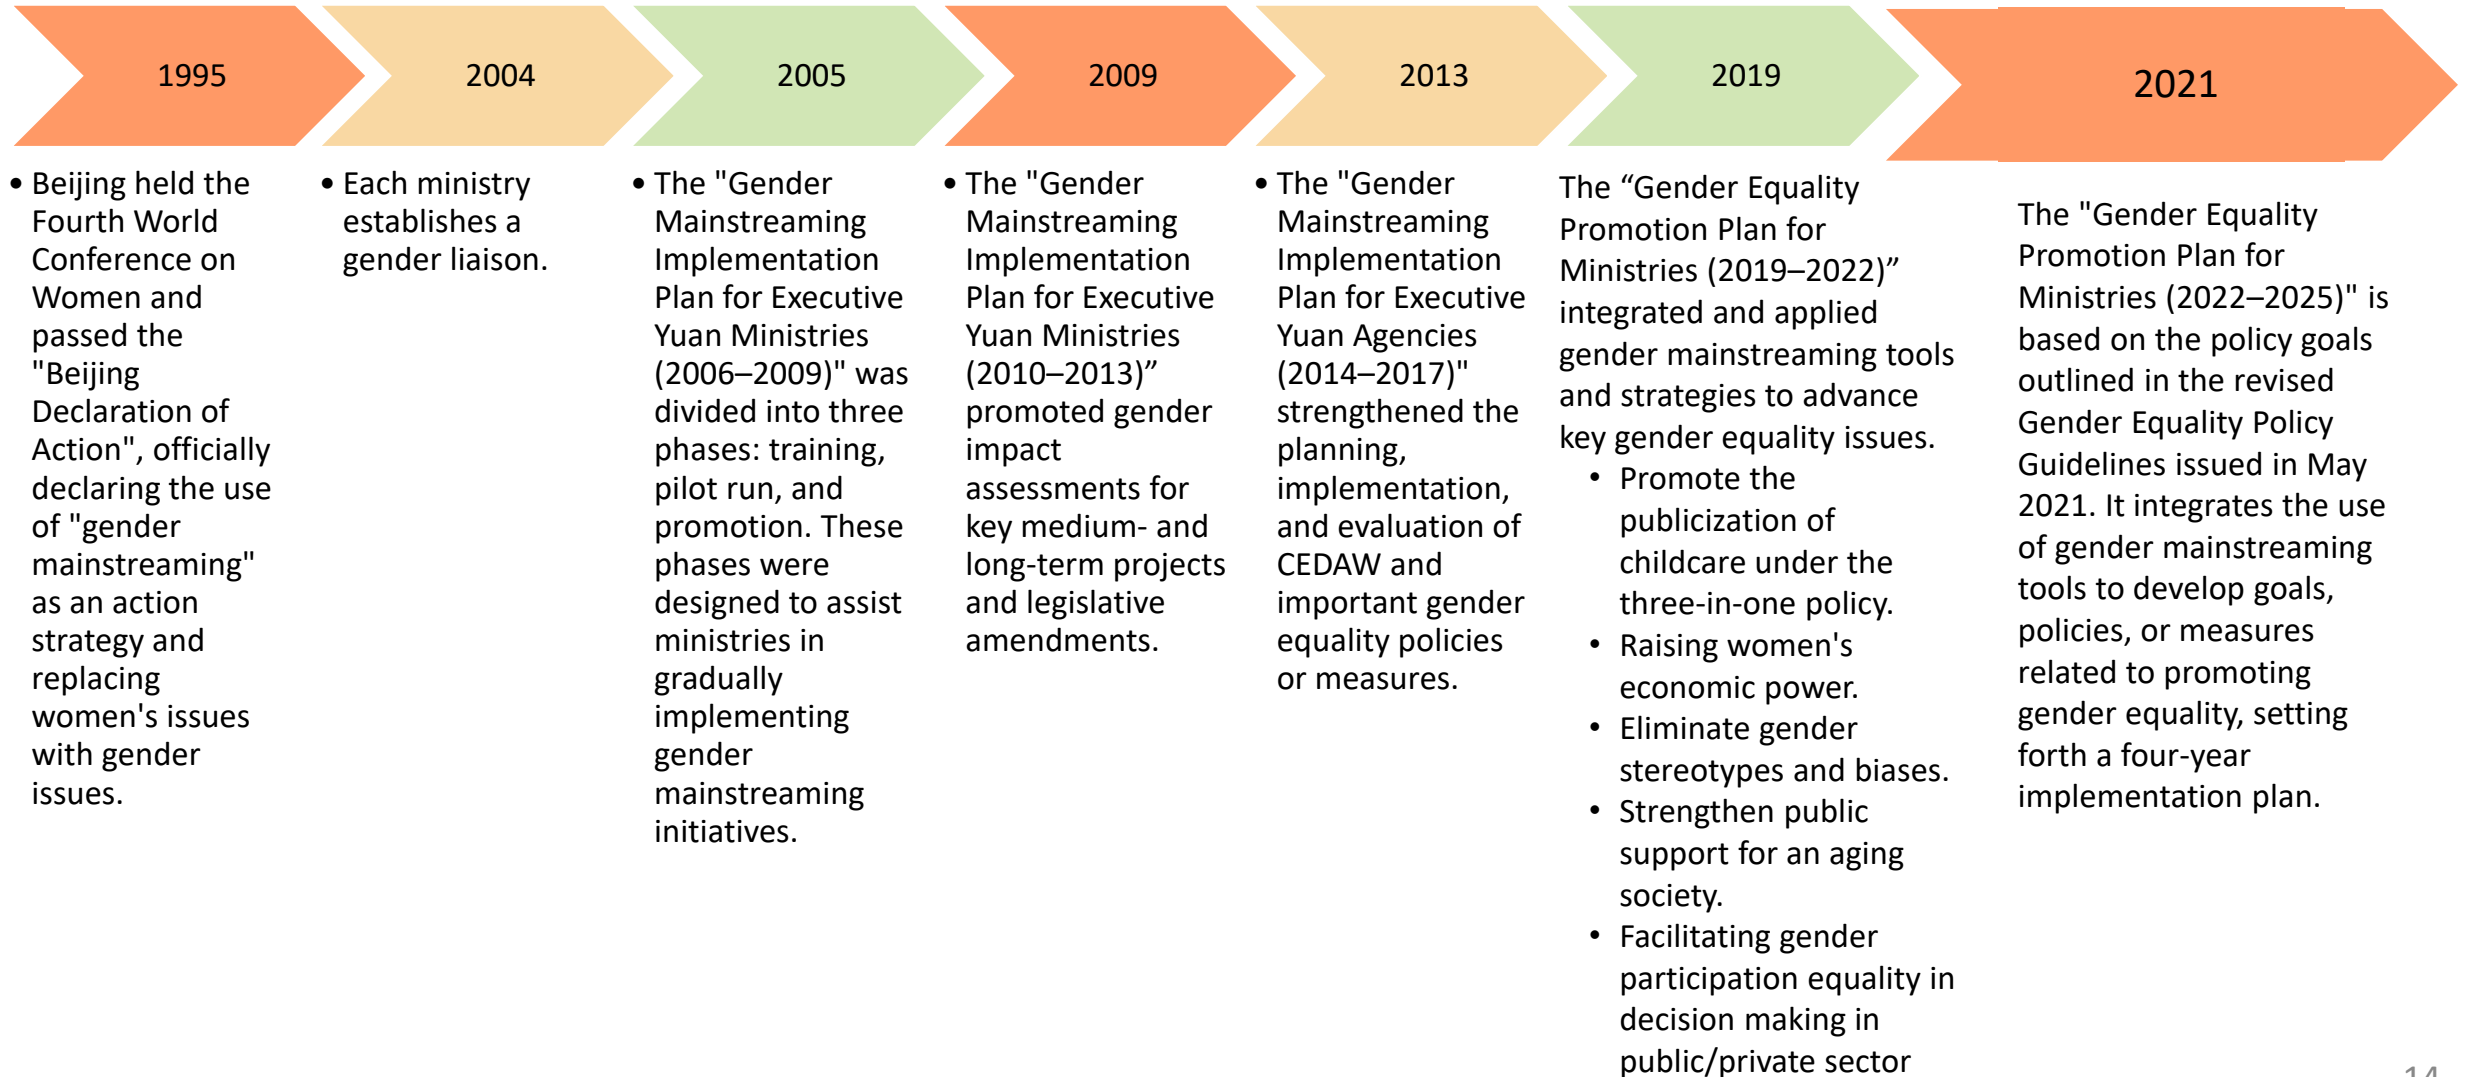 1995
2004
2005
2009
2013
2019
2021
• Beijing held the
Fourth World
Conference on
Women and
passed the
"Beijing
Declaration of
Action", officially
declaring the use
of "gender
mainstreaming"
as an action
strategy and
replacing
women's issues
with gender
issues.
• Each ministry
establishes a
gender liaison.
• The "Gender
Mainstreaming
Implementation
Plan for Executive
Yuan Ministries
(2006–2009)" was
divided into three
phases: training,
pilot run, and
promotion. These
phases were
designed to assist
ministries in
gradually
implementing
gender
mainstreaming
initiatives.
• The "Gender
Mainstreaming
Implementation
Plan for Executive
Yuan Ministries
(2010–2013)”
promoted gender
impact
assessments for
key medium- and
long-term projects
and legislative
amendments.
• The "Gender
Mainstreaming
Implementation
Plan for Executive
Yuan Agencies
(2014–2017)"
strengthened the
planning,
implementation,
and evaluation of
CEDAW and
important gender
equality policies
or measures.
The “Gender Equality
Promotion Plan for
Ministries (2019–2022)”
integrated and applied
gender mainstreaming tools
and strategies to advance
key gender equality issues.
• Promote the
publicization of
childcare under the
three-in-one policy.
• Raising women's
economic power.
• Eliminate gender
stereotypes and biases.
• Strengthen public
support for an aging
society.
• Facilitating gender
participation equality in
decision making in
public/private sector
The "Gender Equality
Promotion Plan for
Ministries (2022–2025)" is
based on the policy goals
outlined in the revised
Gender Equality Policy
Guidelines issued in May
2021. It integrates the use
of gender mainstreaming
tools to develop goals,
policies, or measures
related to promoting
gender equality, setting
forth a four-year
implementation plan.
14